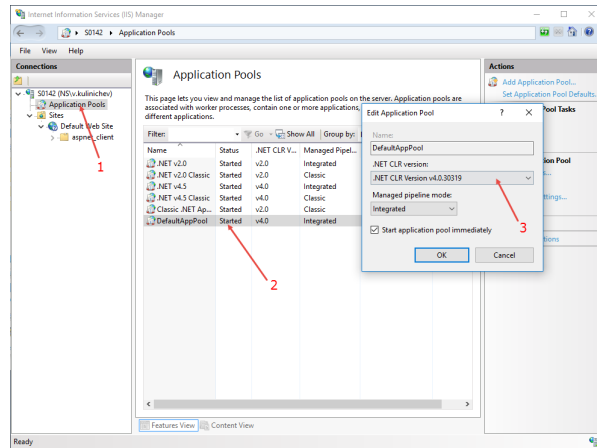 Internet Information Services (IIS) Manager
S0142 Application Pools
File View Help
Connections
S0142 (NS\v.kulinichev)
Application Pools
Sites
Default Web Site
aspnet_client
1
Application Pools
This page lets you view and manage the list of application pools on the server. Application pools are
associated with worker processes, contain one or more applications,
different applications.
Filter: Go Show All Group by:
Name Status .NET CLR V... Managed Pipel...
.NET v2.0 Started v2.0 Integrated
.NET v2.0 Classic Started v2.0 Classic
.NET v4.5 Started v4.0 Integrated
.NET v4.5 Classic Started v4.0 Classic
Classic .NET Ap... Started v2.0 Classic
DefaultAppPool Started v4.0 Integrated
2
Edit Application Pool ?
Name:
DefaultAppPool
.NET CLR version:
.NET CLR Version v4.0.30319
Managed pipeline mode:
Integrated
Start application pool immediately
OK Cancel
3
Actions
Add Application Pool...
Set Application Pool Defaults...
Pool Tasks
ion Pool
ttings...
tions
Features View Content View
Ready